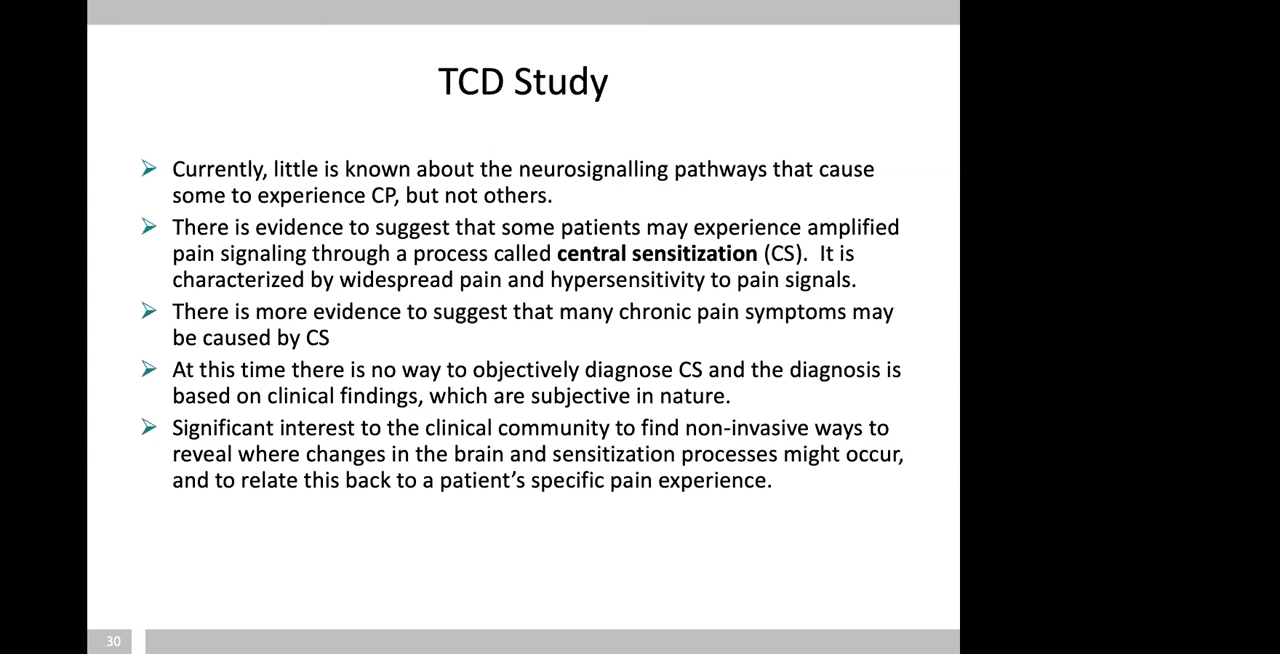 TCD Study
Currently, little is known about the neurosignalling pathways that cause
some to experience CP, but not others.
There is evidence to suggest that some patients may experience amplified
pain signaling through a process called central sensitization (CS).  It is
characterized by widespread pain and hypersensitivity to pain signals.
There is more evidence to suggest that many chronic pain symptoms may
be caused by CS
At this time there is no way to objectively diagnose CS and the diagnosis is
based on clinical findings, which are subjective in nature.
Significant interest to the clinical community to find non-invasive ways to
reveal where changes in the brain and sensitization processes might occur,
and to relate this back to a patient’s specific pain experience.
30